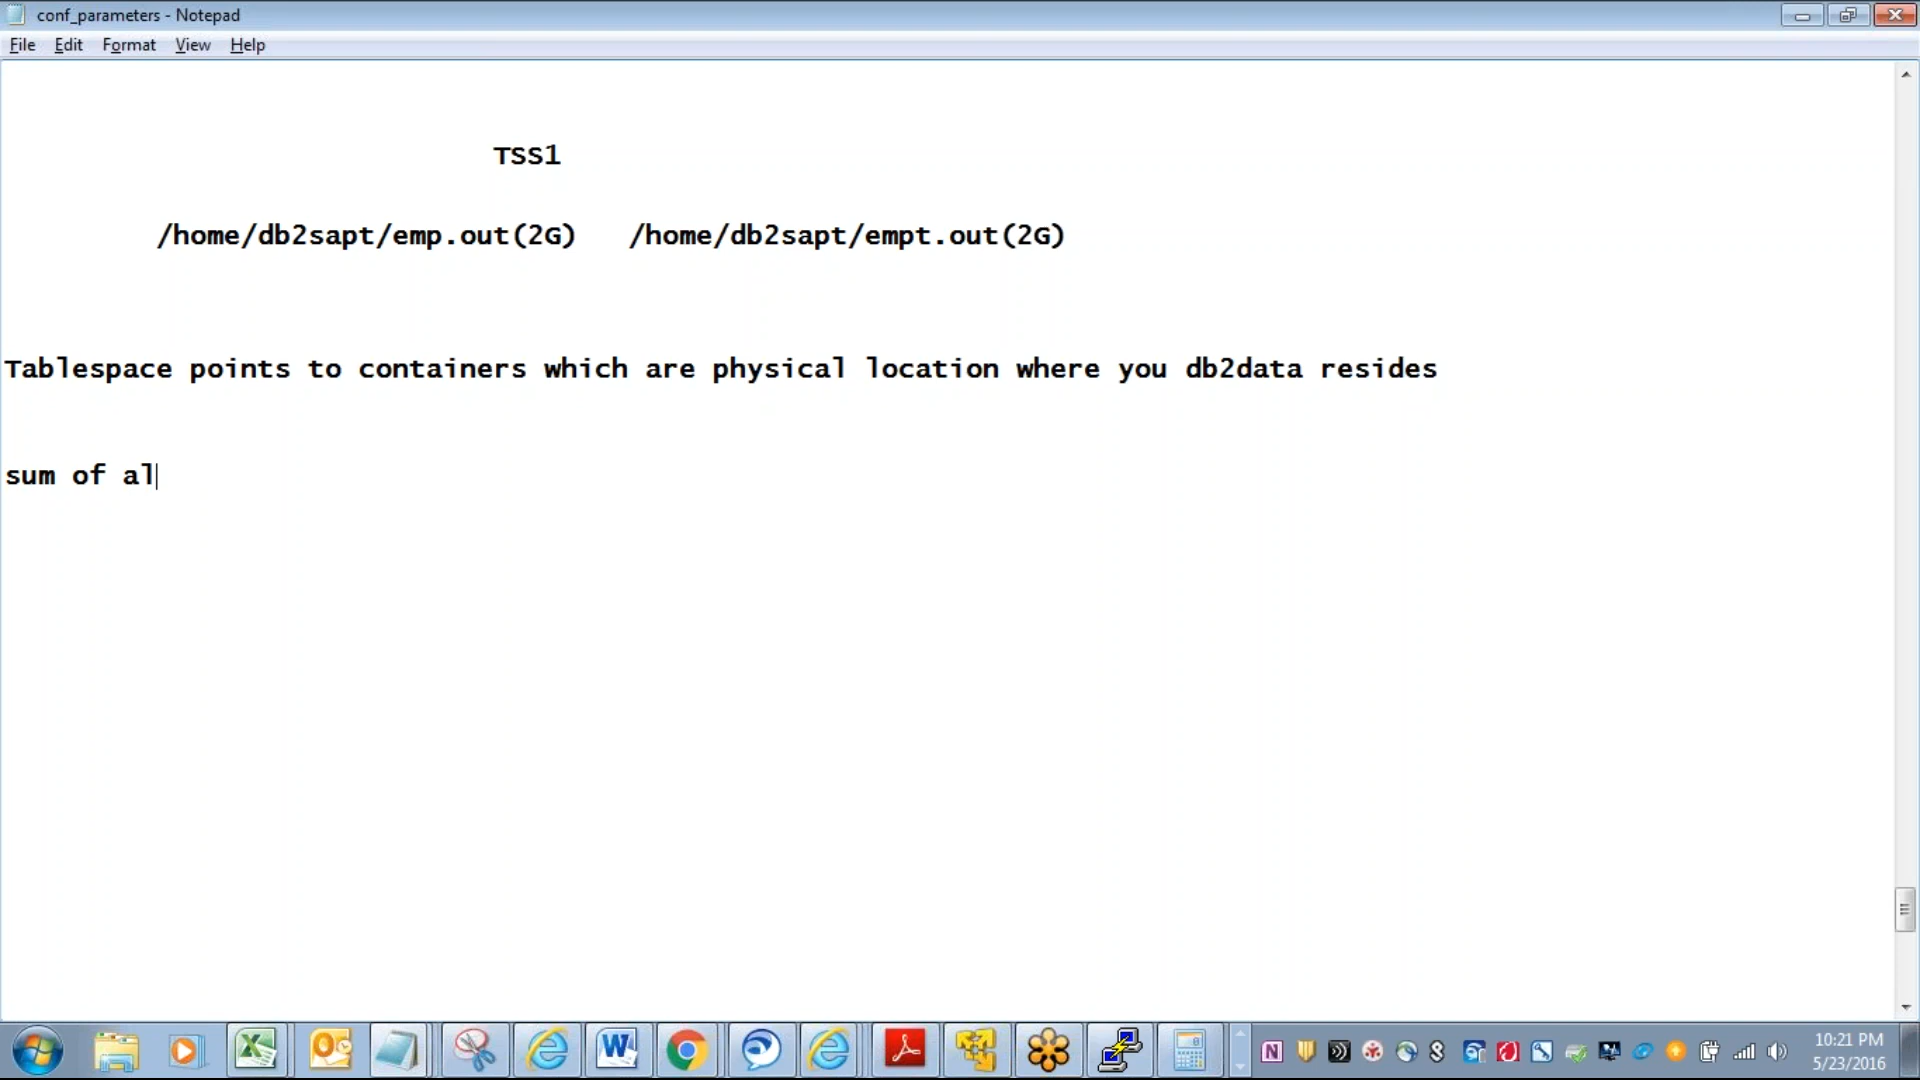 conf_parameters - Notepad
File Edit Format View Help
TSS1
/home/db2sapt/emp.out(2G) /home/db2sapt/empt.out(2G)
Tablespace points to containers which are physical location where you db2data resides
sum of al
10:21 PM
5/23/2016